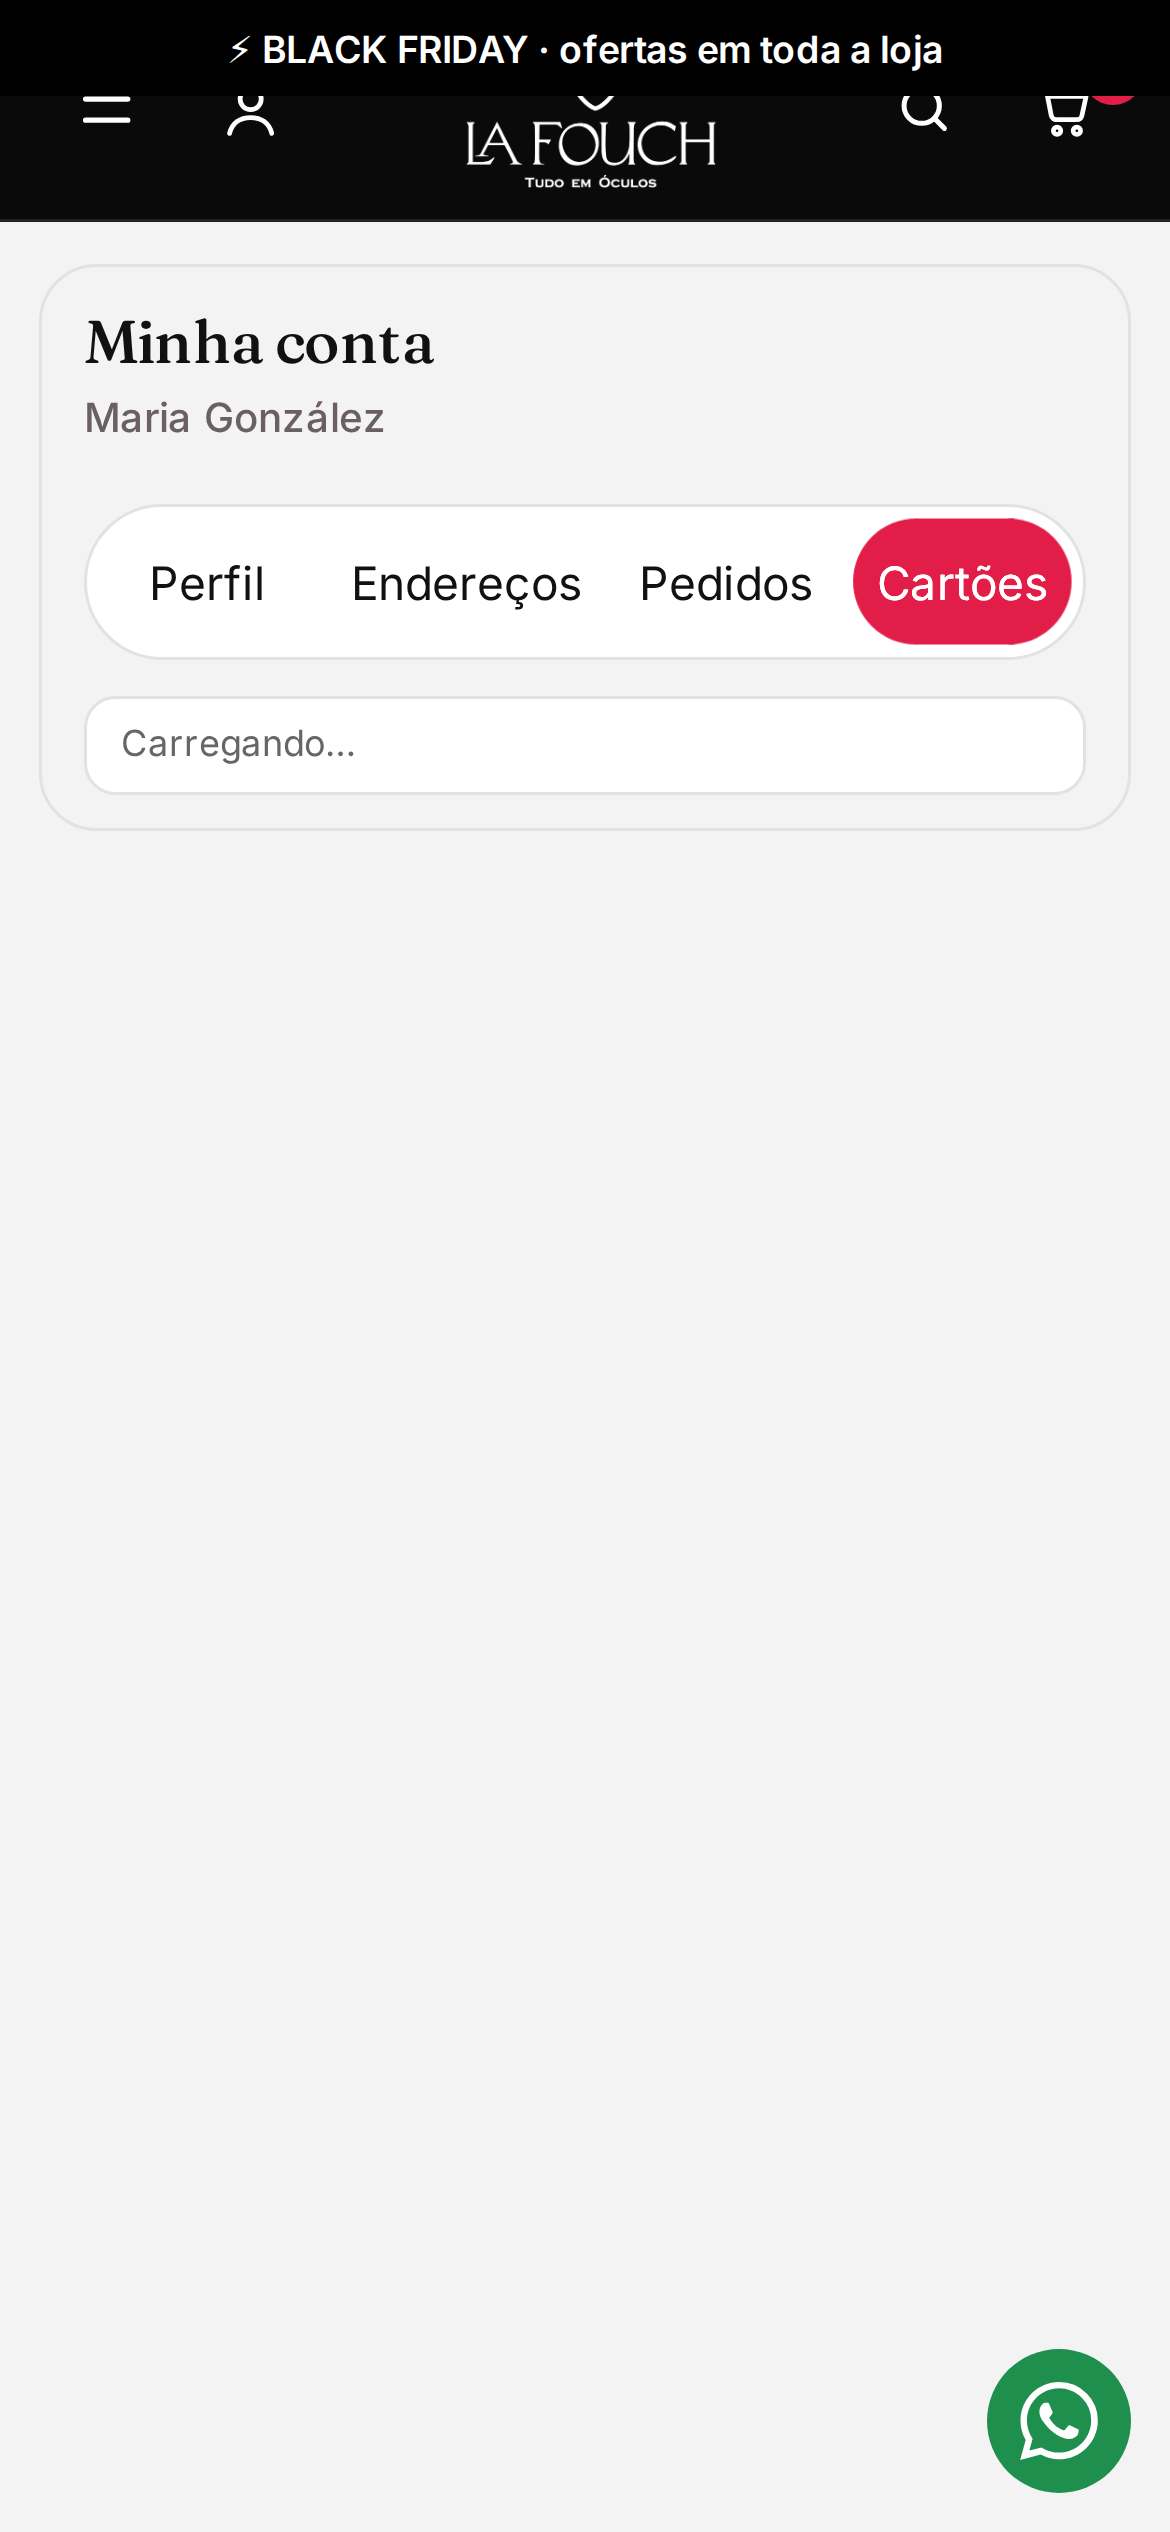 ⚡ BLACK FRIDAY · ofertas em toda a loja
LA FOUCH
TUDO EM ÓCULOS
Minha conta
Maria González
Perfil Endereços Pedidos Cartões
Carregando...